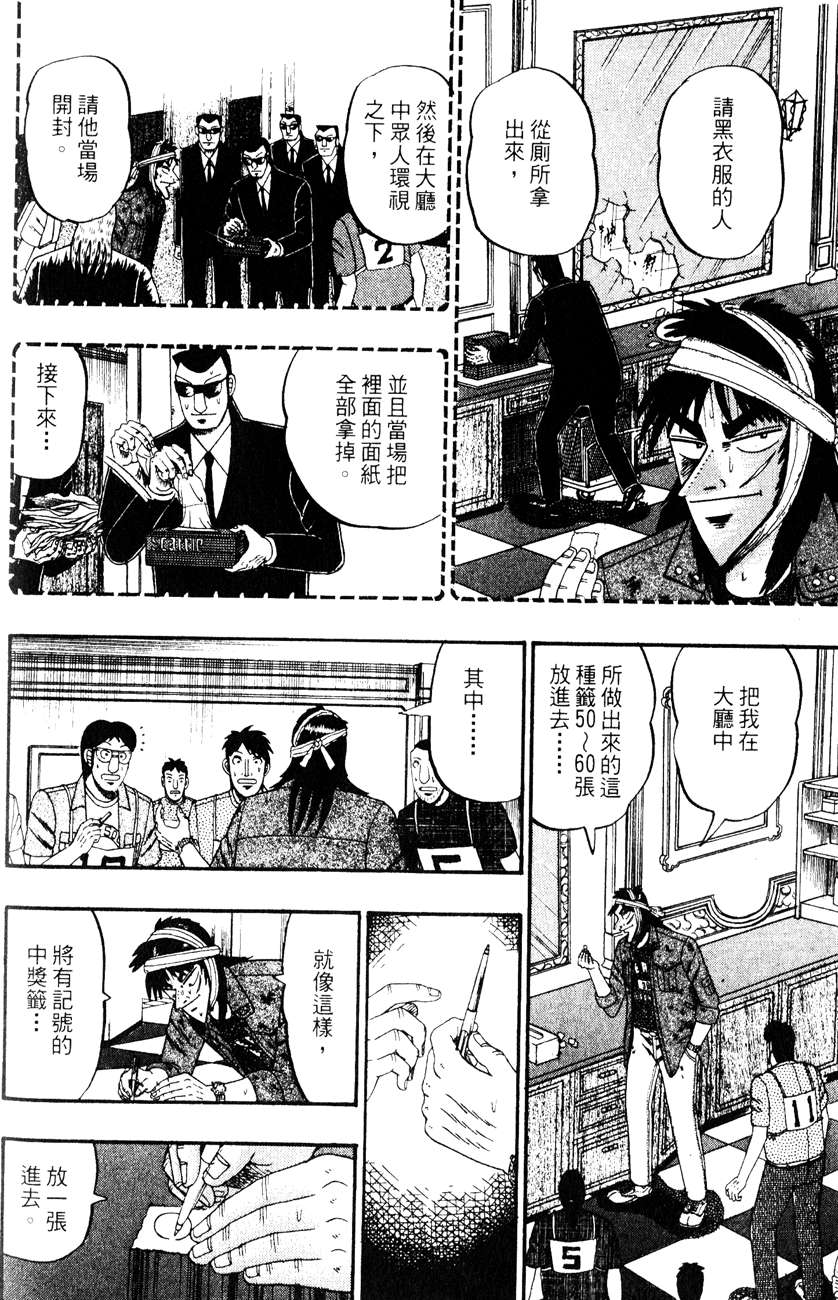 請黑衣服的人
從廁所拿
出來，
然後在大廳
中眾人環視
之下，
請他當場
開封。
2
並且當場把
裡面的面紙
全部拿掉。
接下來…
把我在
大廳中
所做出來的這
種籤50～60張
放進去……
11
5
其中……
5
就像這樣，
將有記號的
中獎籤…
放一張
進去。